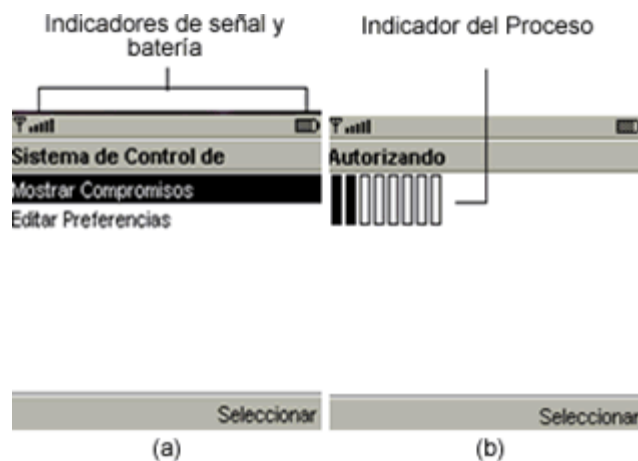 Indicadores de señal y
batería
Indicador del Proceso
Sistema de Control de
Mostrar Compromisos
Editar Preferencias
Seleccionar
(a)
Autorizando
Seleccionar
(b)